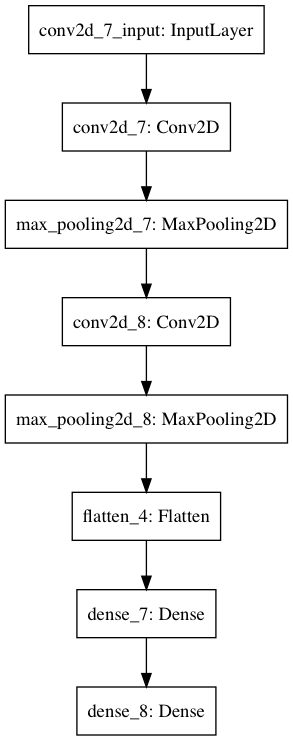 conv2d_7_input: InputLayer
conv2d_7: Conv2D
max_pooling2d_7: MaxPooling2D
conv2d_8: Conv2D
max_pooling2d_8: MaxPooling2D
flatten_4: Flatten
dense_7: Dense
dense_8: Dense